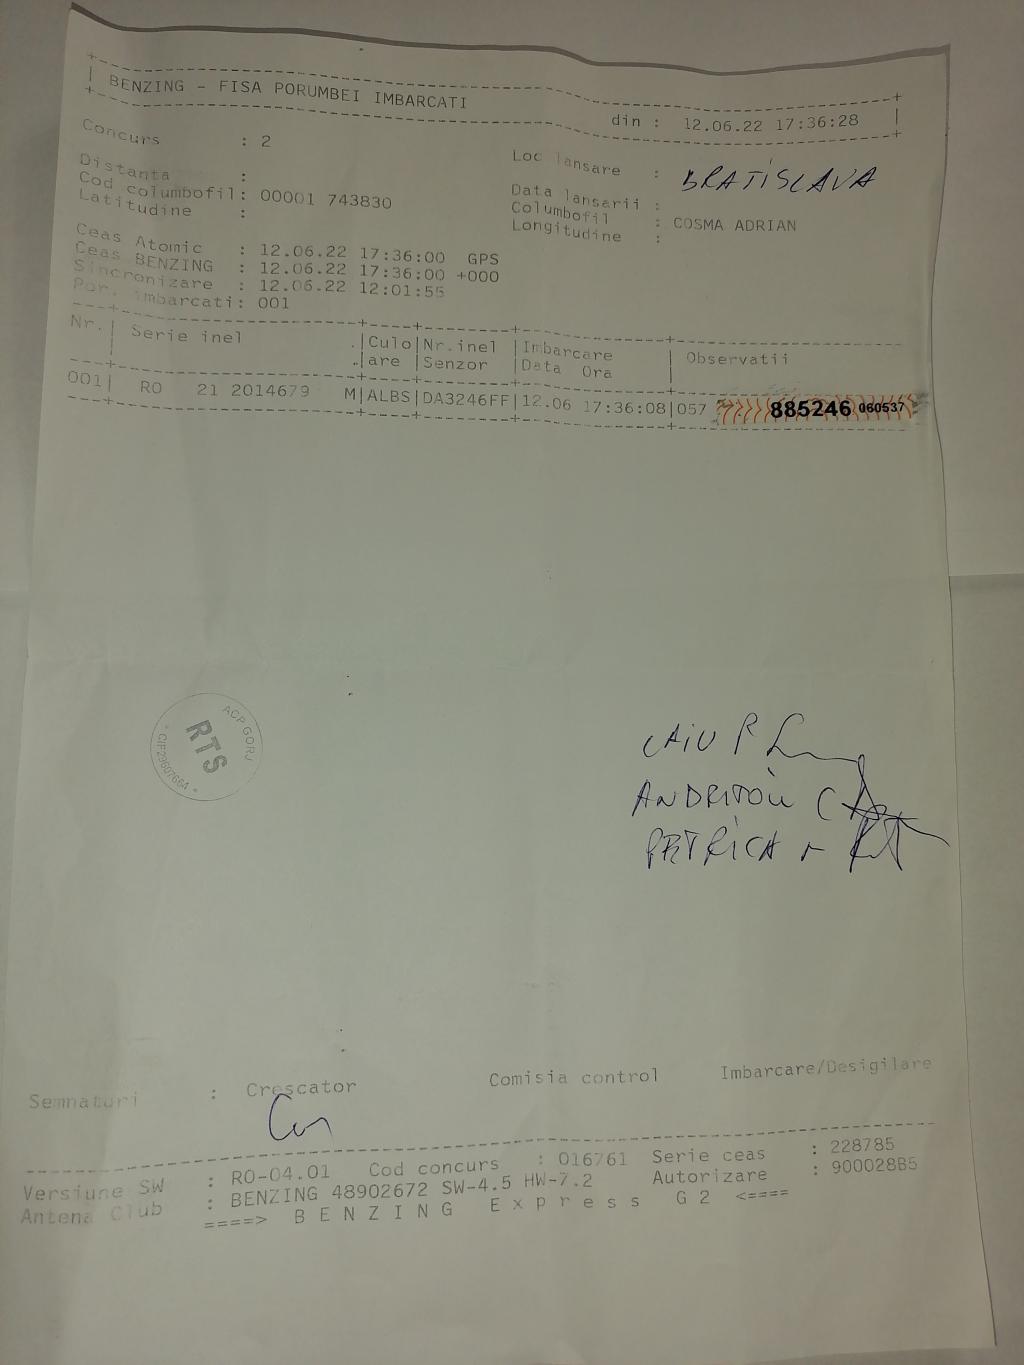 BENZING - FISA PORUMBEI IMBARCATI din : 12.06.22 17:36:28
Concurs : 2 Loc lansare : BRATISLAVA
Distanta : Data lansarii :
Cod columbofil: 00001 743830 Columbofil : COSMA ADRIAN
Latitudine : Longitudine :
Ceas Atomic : 12.06.22 17:36:00 GPS
Ceas BENZING : 12.06.22 17:36:00 +000
Sincronizare : 12.06.22 12:01:55
Por. imbarcati: 001
Nr.| Serie inel .|Culo|Nr.inel |Imbarcare | Observatii
| .|are |Senzor |Data Ora |
001| RO 21 2014679 M|ALBS|DA3246FF|12.06 17:36:08|057 885246 060537
ACP GORJ
RTS
* CIF29607664 *
PETRICA
Semnaturi : Crescator Comisia control Imbarcare/Desigilare
Versiune SW : RO-04.01 Cod concurs : 016761 Serie ceas : 228785
Antena Club : BENZING 48902672 SW-4.5 HW-7.2 Autorizare : 900028B5
====> B E N Z I N G E x p r e s s G 2 <====